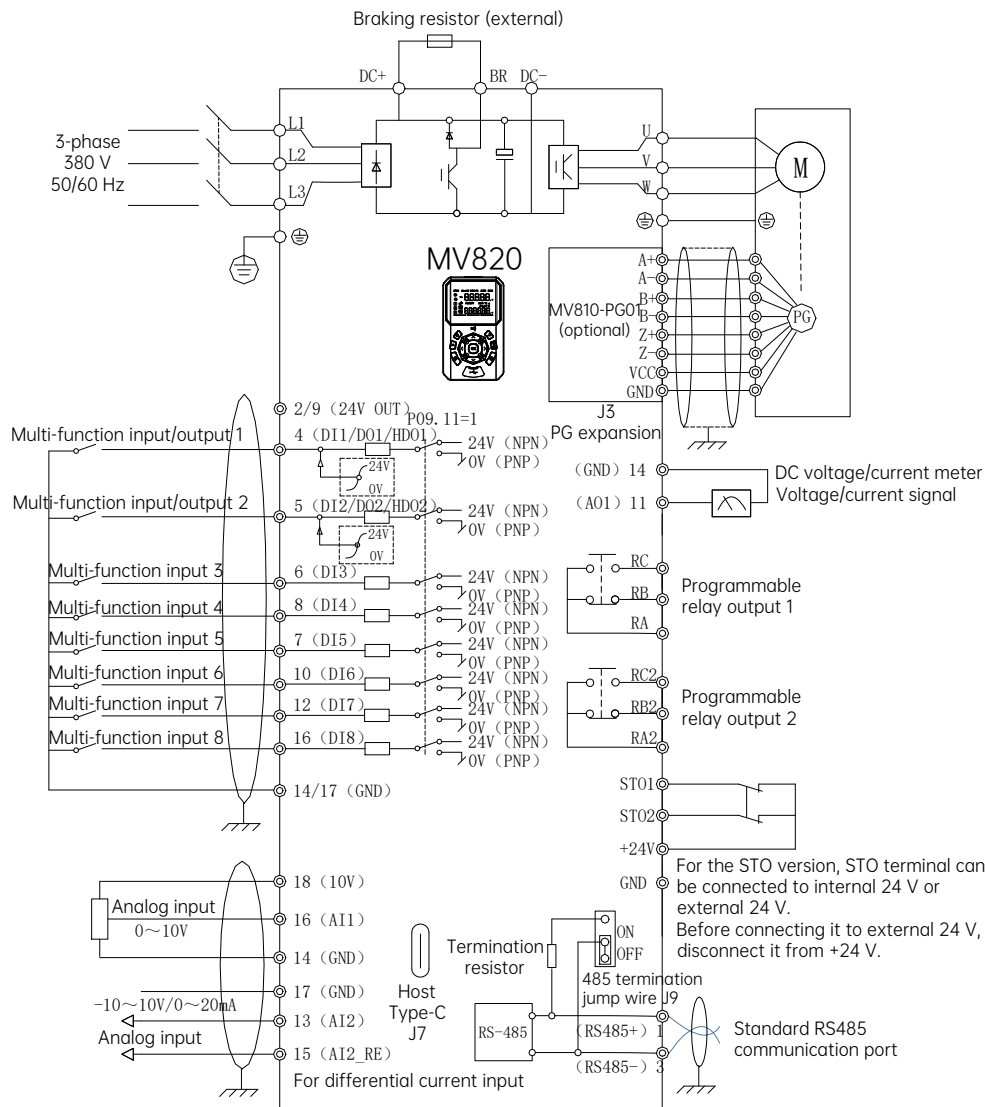 Braking resistor (external)
DC+
BR
DC-
3-phase
380 V
50/60 Hz
L1
L2
L3
U
V
W
M
MV820
A+
A-
B+
B-
Z+
Z-
VCC
GND
MV810-PG01
(optional)
PG
J3
PG expansion
2/9 (24V OUT)
P09.11=1
Multi-function input/output 1
4 (DI1/DO1/HDO1)
24V (NPN)
0V (PNP)
24V
0V
Multi-function input/output 2
5 (DI2/DO2/HDO2)
24V (NPN)
0V (PNP)
24V
0V
Multi-function input 3
6 (DI3)
24V (NPN)
0V (PNP)
Multi-function input 4
8 (DI4)
24V (NPN)
0V (PNP)
Multi-function input 5
7 (DI5)
24V (NPN)
0V (PNP)
Multi-function input 6
10 (DI6)
24V (NPN)
0V (PNP)
Multi-function input 7
12 (DI7)
24V (NPN)
0V (PNP)
Multi-function input 8
16 (DI8)
24V (NPN)
0V (PNP)
14/17 (GND)
(GND) 14
(AO1) 11
DC voltage/current meter
Voltage/current signal
RC
RB
RA
Programmable
relay output 1
RC2
RB2
RA2
Programmable
relay output 2
STO1
STO2
+24V
GND
For the STO version, STO terminal can
be connected to internal 24 V or
external 24 V.
Before connecting it to external 24 V,
disconnect it from +24 V.
18 (10V)
Analog input
0～10V
16 (AI1)
14 (GND)
17 (GND)
-10～10V/0～20mA
13 (AI2)
Analog input
15 (AI2_RE)
For differential current input
Host
Type-C
J7
Termination
resistor
ON
OFF
485 termination
jump wire J9
RS-485
(RS485+) 1
(RS485-) 3
Standard RS485
communication port